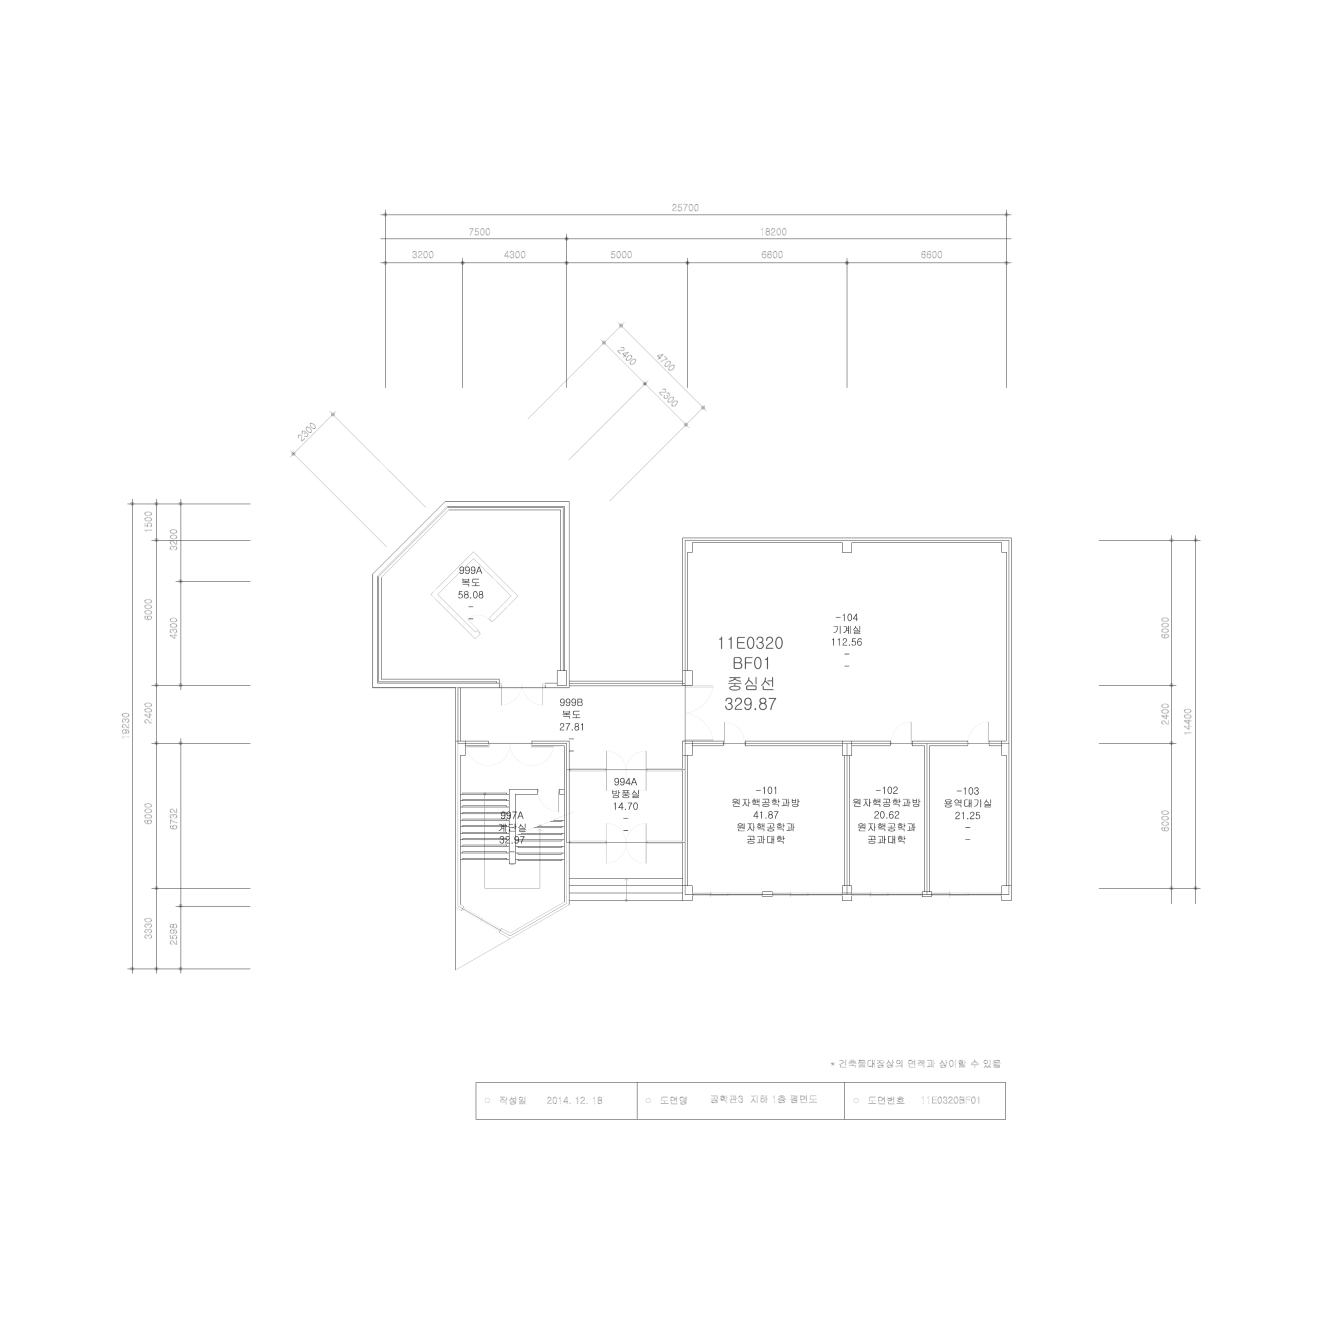 25700
7500
18200
3200
4300
5000
6600
6600
2400
4700
2300
2300
1500
3200
6000
4300
2400
19230
6000
6732
3330
2598
6000
2400
14400
6000
999A
복도
58.08
-
-
-104
기계실
112.56
-
-
11E0320
BF01
중심선
329.87
999B
복도
27.81
-
-
994A
방풍실
14.70
-
-
997A
계단실
32.97
-101
원자핵공학과방
41.87
원자핵공학과
공과대학
-102
원자핵공학과방
20.62
원자핵공학과
공과대학
-103
용역대기실
21.25
-
-
* 건축물대장상의 면적과 상이할 수 있음
○ 작성일 2014. 12. 18
○ 도면명 공학관3 지하 1층 평면도
○ 도면번호 11E0320BF01